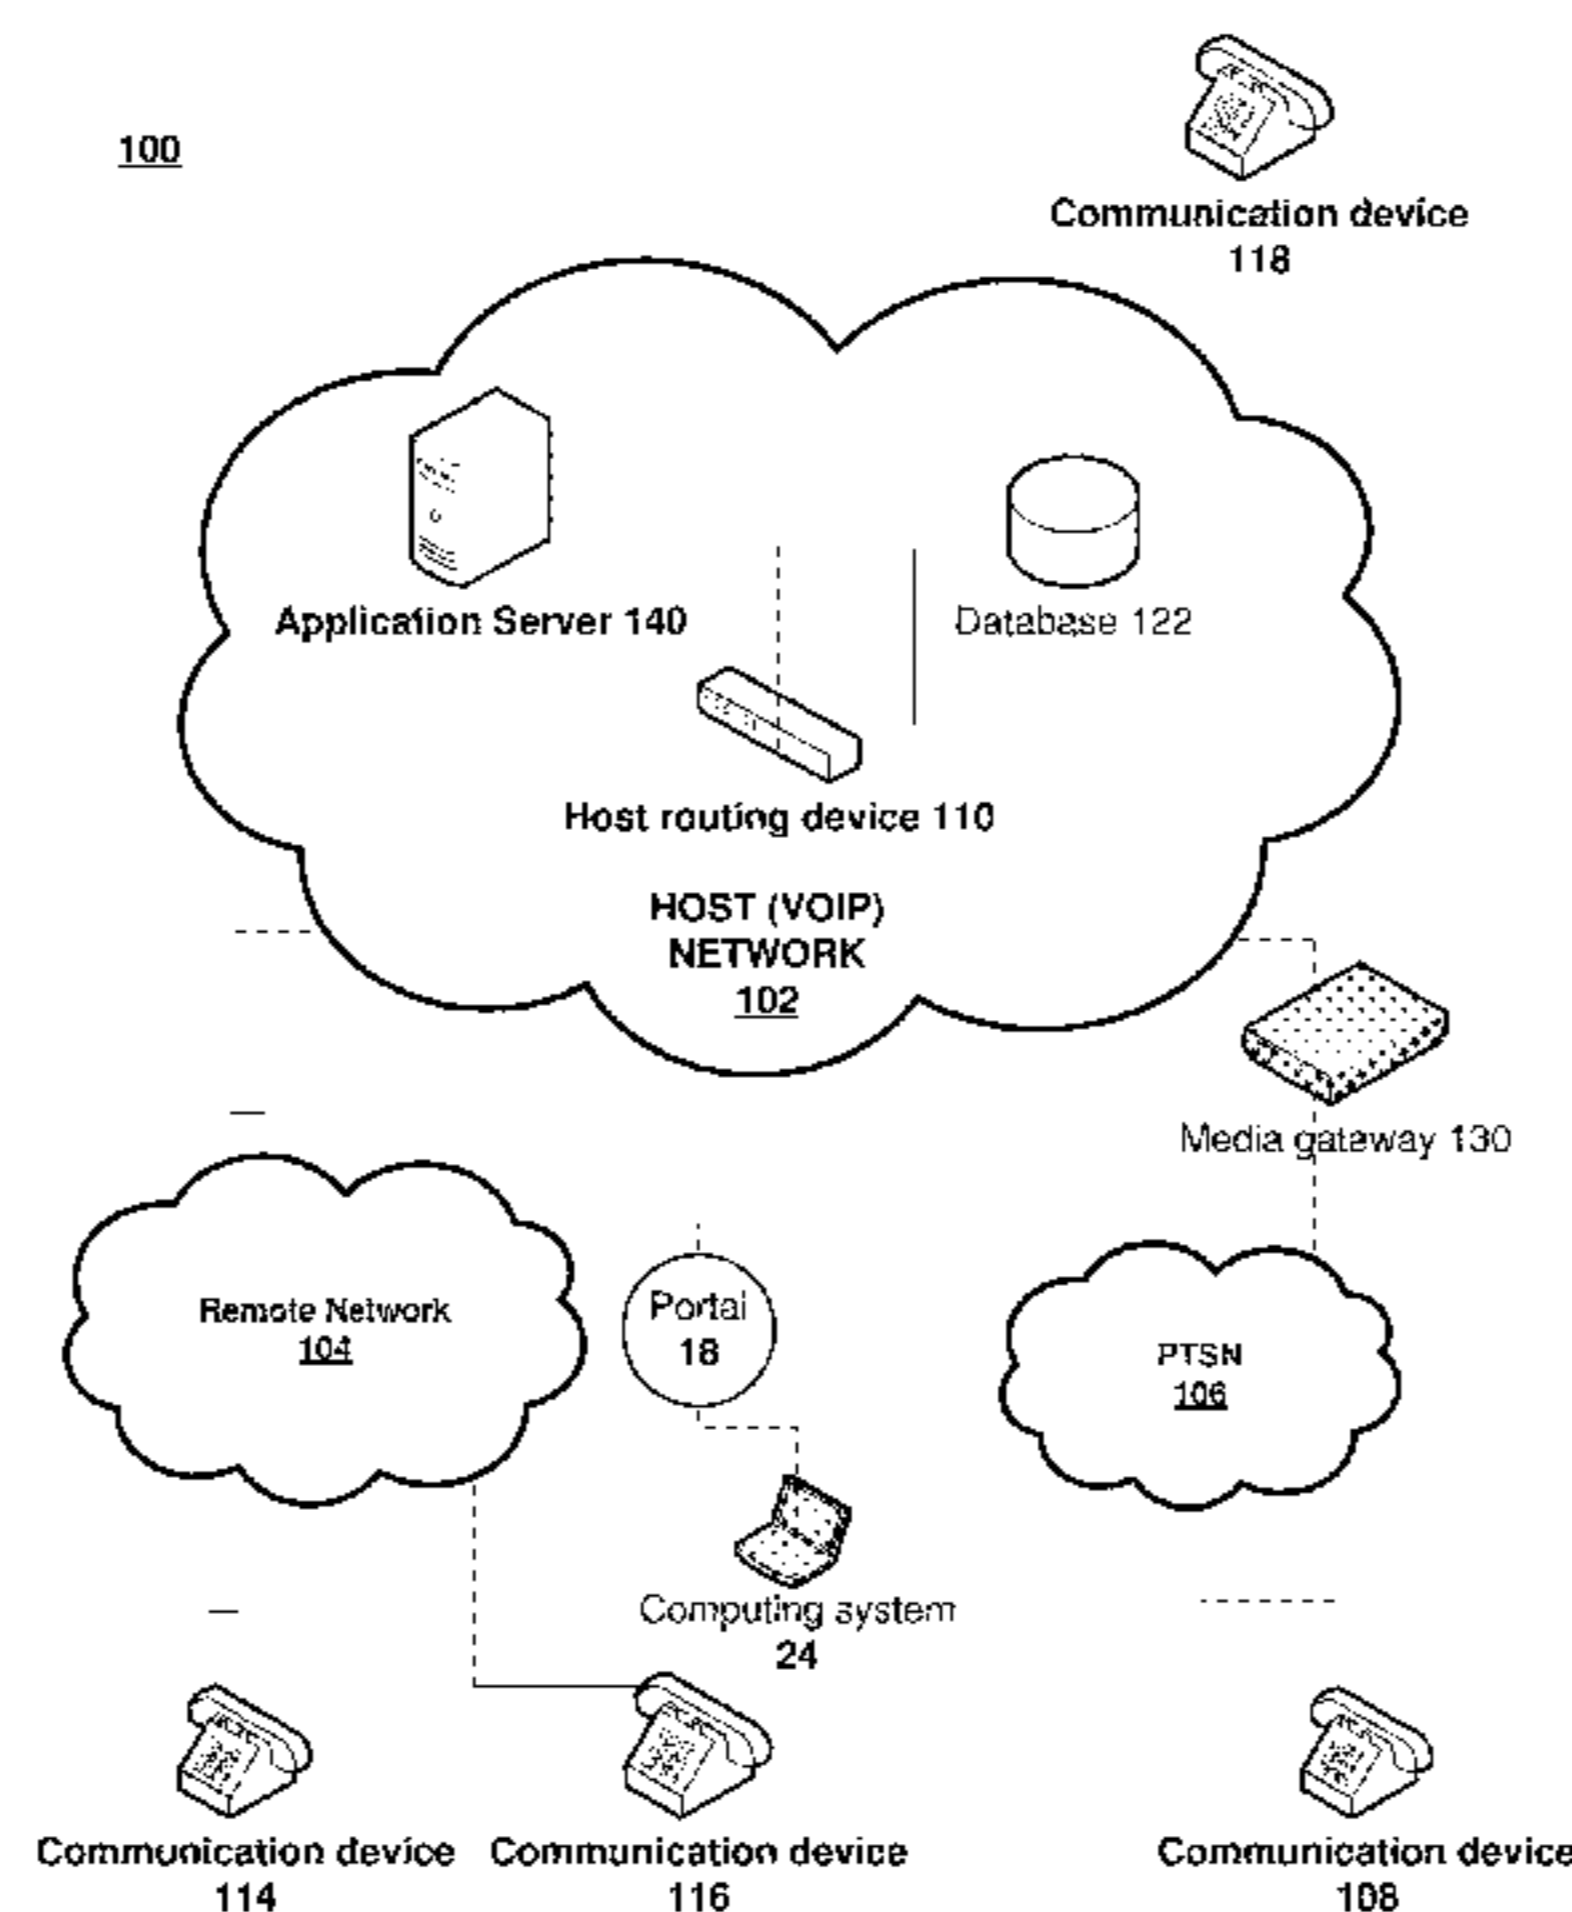 100
Communication device
118
Application Server 140
Database 122
Host routing device 110
HOST (VOIP)
NETWORK
102
Media gateway 130
Remote Network
104
Portal
18
PTSN
106
Computing system
24
Communication device
114
Communication device
116
Communication device
108